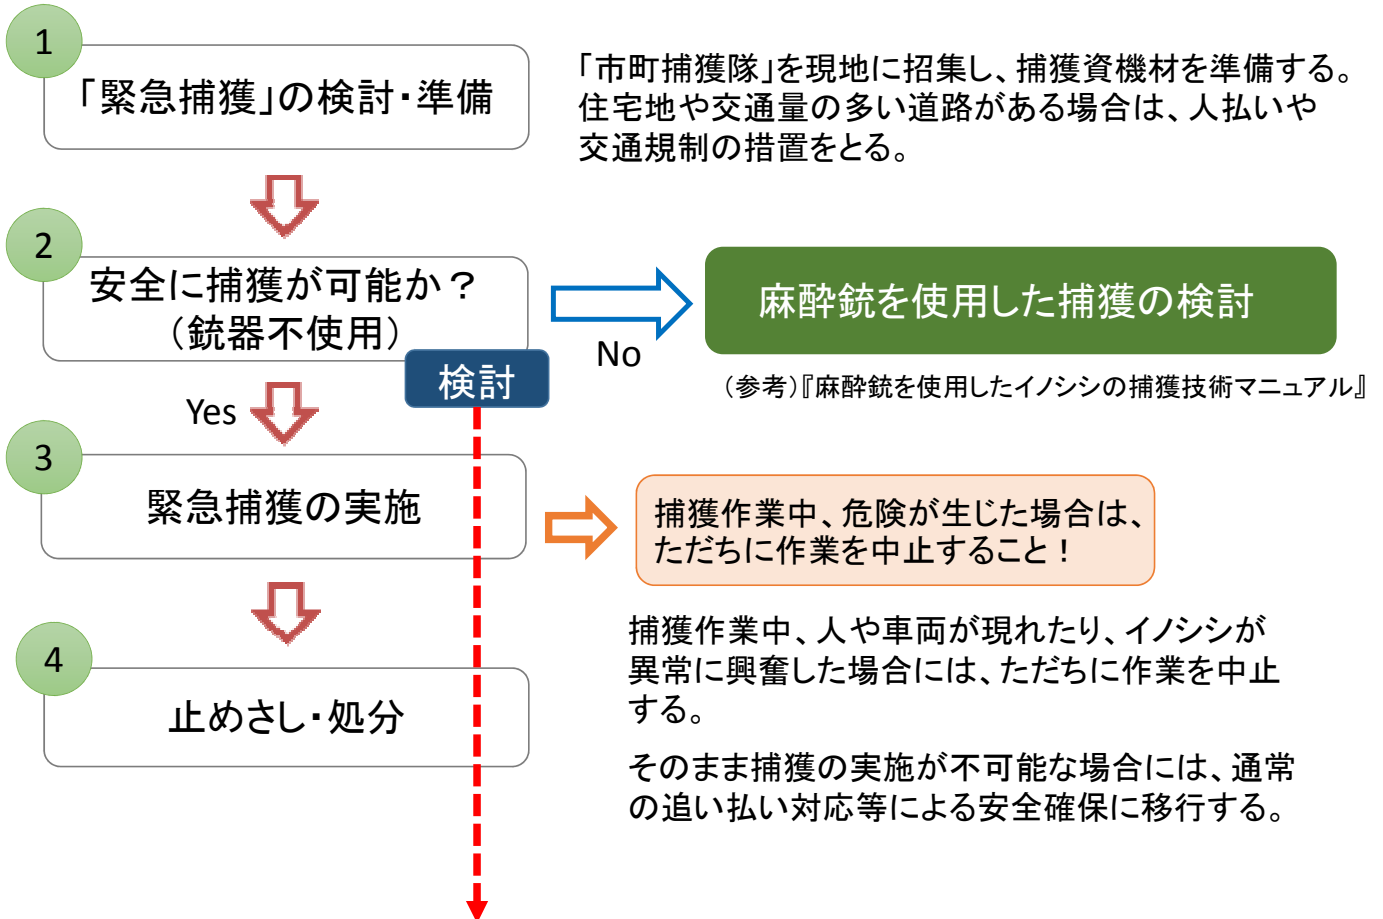 1
「緊急捕獲」の検討・準備
「市町捕獲隊」を現地に招集し、捕獲資機材を準備する。
住宅地や交通量の多い道路がある場合は、人払いや
交通規制の措置をとる。
2
安全に捕獲が可能か？
（銃器不使用）
検討
No
麻酔銃を使用した捕獲の検討
（参考）『麻酔銃を使用したイノシシの捕獲技術マニュアル』
Yes
3
緊急捕獲の実施
捕獲作業中、危険が生じた場合は、
ただちに作業を中止すること！
捕獲作業中、人や車両が現れたり、イノシシが
異常に興奮した場合には、ただちに作業を中止
する。
そのまま捕獲の実施が不可能な場合には、通常
の追い払い対応等による安全確保に移行する。
4
止めさし・処分